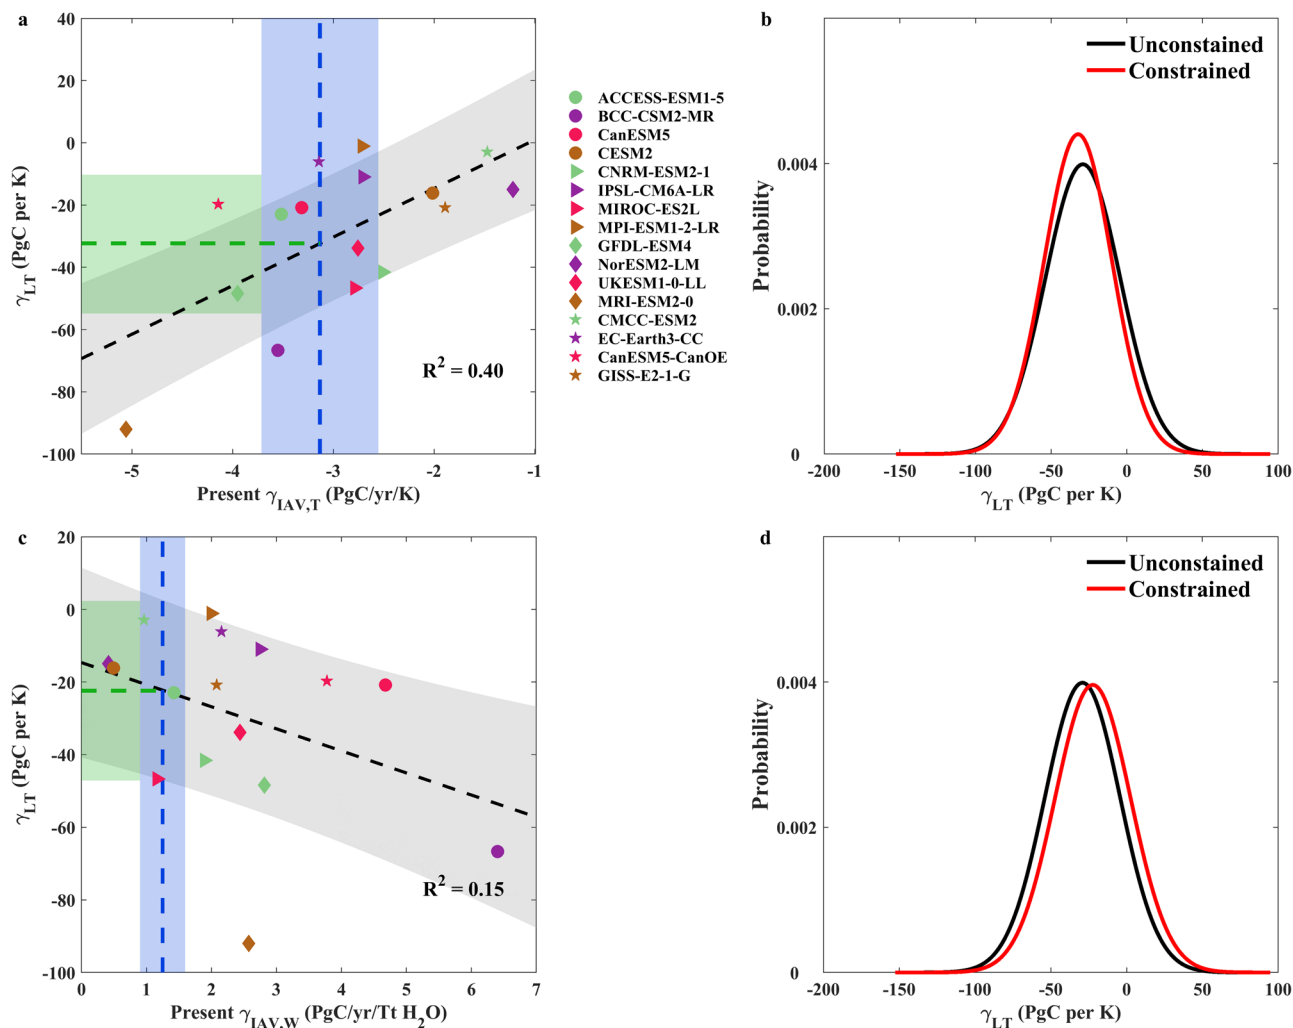 a
40
20
0
-20
-40
-60
-80
-100
γLT (PgC per K)
R2 = 0.40
-5
-4
-3
-2
-1
Present γIAV,T (PgC/yr/K)
ACCESS-ESM1-5
BCC-CSM2-MR
CanESM5
CESM2
CNRM-ESM2-1
IPSL-CM6A-LR
MIROC-ES2L
MPI-ESM1-2-LR
GFDL-ESM4
NorESM2-LM
UKESM1-0-LL
MRI-ESM2-0
CMCC-ESM2
EC-Earth3-CC
CanESM5-CanOE
GISS-E2-1-G
b
Unconstained
Constrained
0.004
0.002
0
Probability
-200
-150
-100
-50
0
50
100
γLT (PgC per K)
c
20
0
-20
-40
-60
-80
-100
γLT (PgC per K)
R2 = 0.15
0
1
2
3
4
5
6
7
Present γIAV,W (PgC/yr/Tt H2O)
d
Unconstained
Constrained
0.004
0.002
0
Probability
-200
-150
-100
-50
0
50
100
γLT (PgC per K)